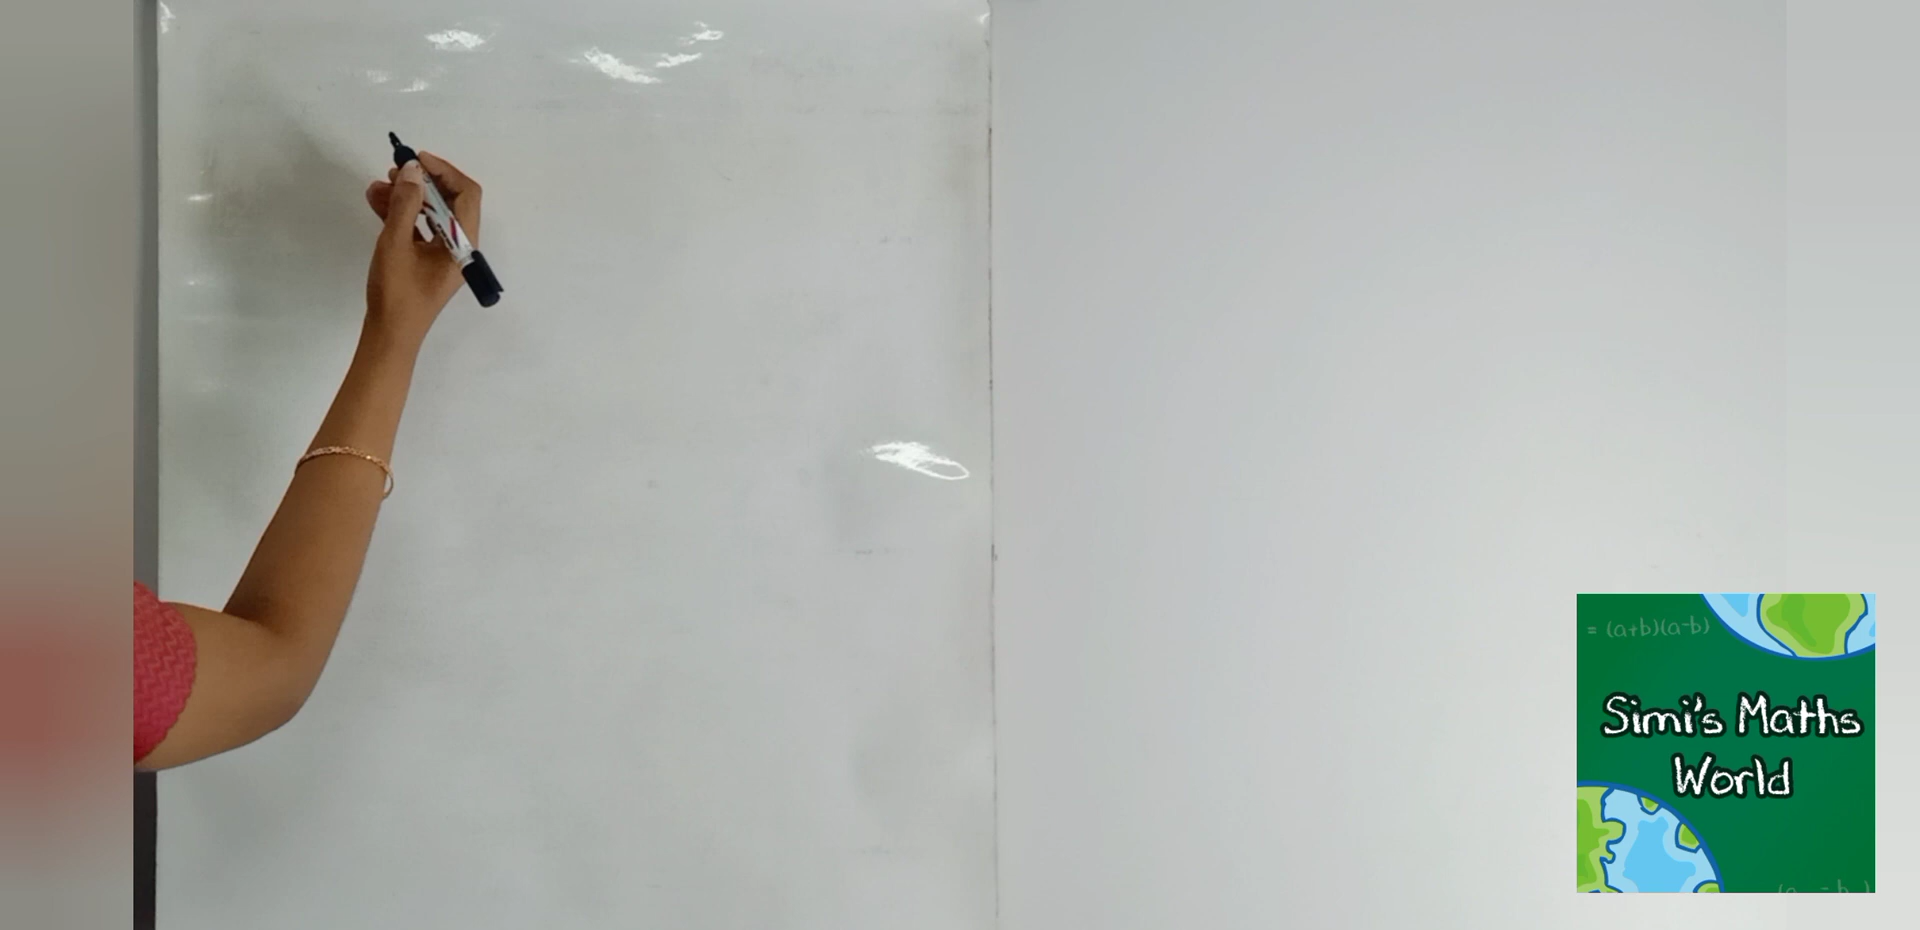 = (a+b)(a-b)
Simi's Maths
World